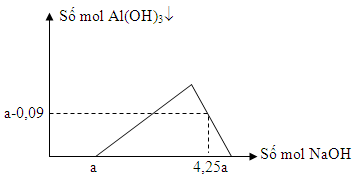 Số mol Al(OH)3↓
a-0,09
a
4,25a
Số mol NaOH